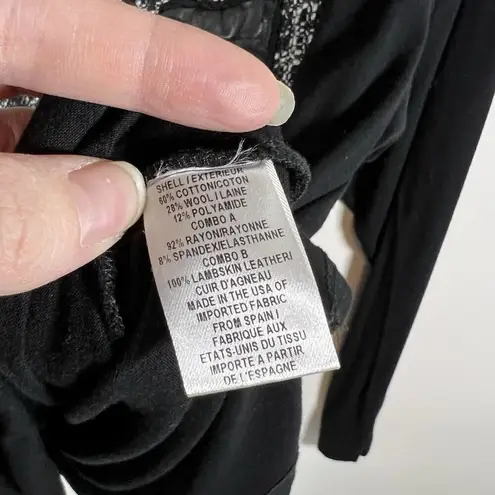 SHELL / EXTERIEUR
60% COTTON/COTON
28% WOOL / LAINE
12% POLYAMIDE
COMBO A
92% RAYON/RAYONNE
8% SPANDEX/ELASTHANNE
COMBO B
100% LAMBSKIN LEATHER/
CUIR D'AGNEAU
MADE IN THE USA OF
IMPORTED FABRIC
FROM SPAIN /
FABRIQUE AUX
ETATS-UNIS DU TISSU
IMPORTE A PARTIR
DE L'ESPAGNE